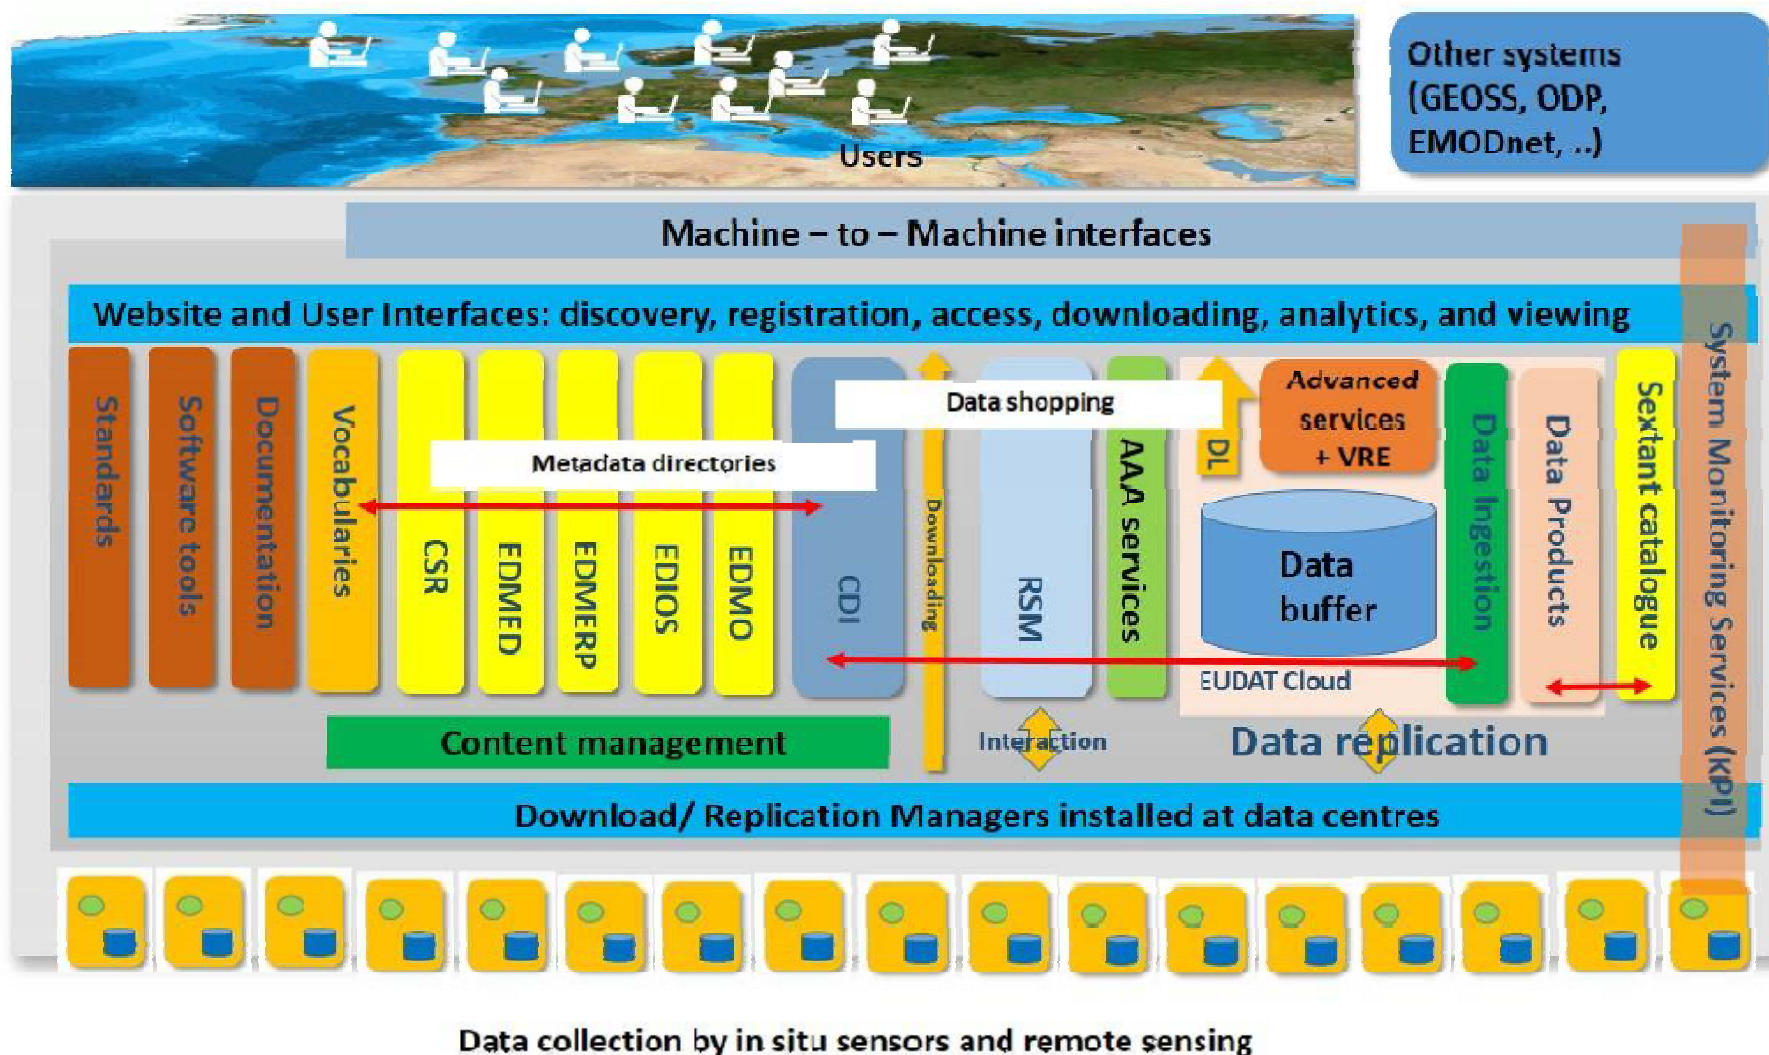 Other systems
(GEOSS, ODP,
EMODnet, ..)
Users
Machine – to – Machine interfaces
Website and User Interfaces: discovery, registration, access, downloading, analytics, and viewing
Standards
Software tools
Documentation
Vocabularies
CSR
EDMED
EDMERP
EDIOS
EDMO
Metadata directories
CDI
Data shopping
Downloading
RSM
AAA services
DL
Advanced
services
+ VRE
Data
buffer
EUDAT Cloud
Data Ingestion
Data Products
Sextant catalogue
System Monitoring Services (KPI)
Content management
Interaction
Data replication
Download/ Replication Managers installed at data centres
Data collection by in situ sensors and remote sensing